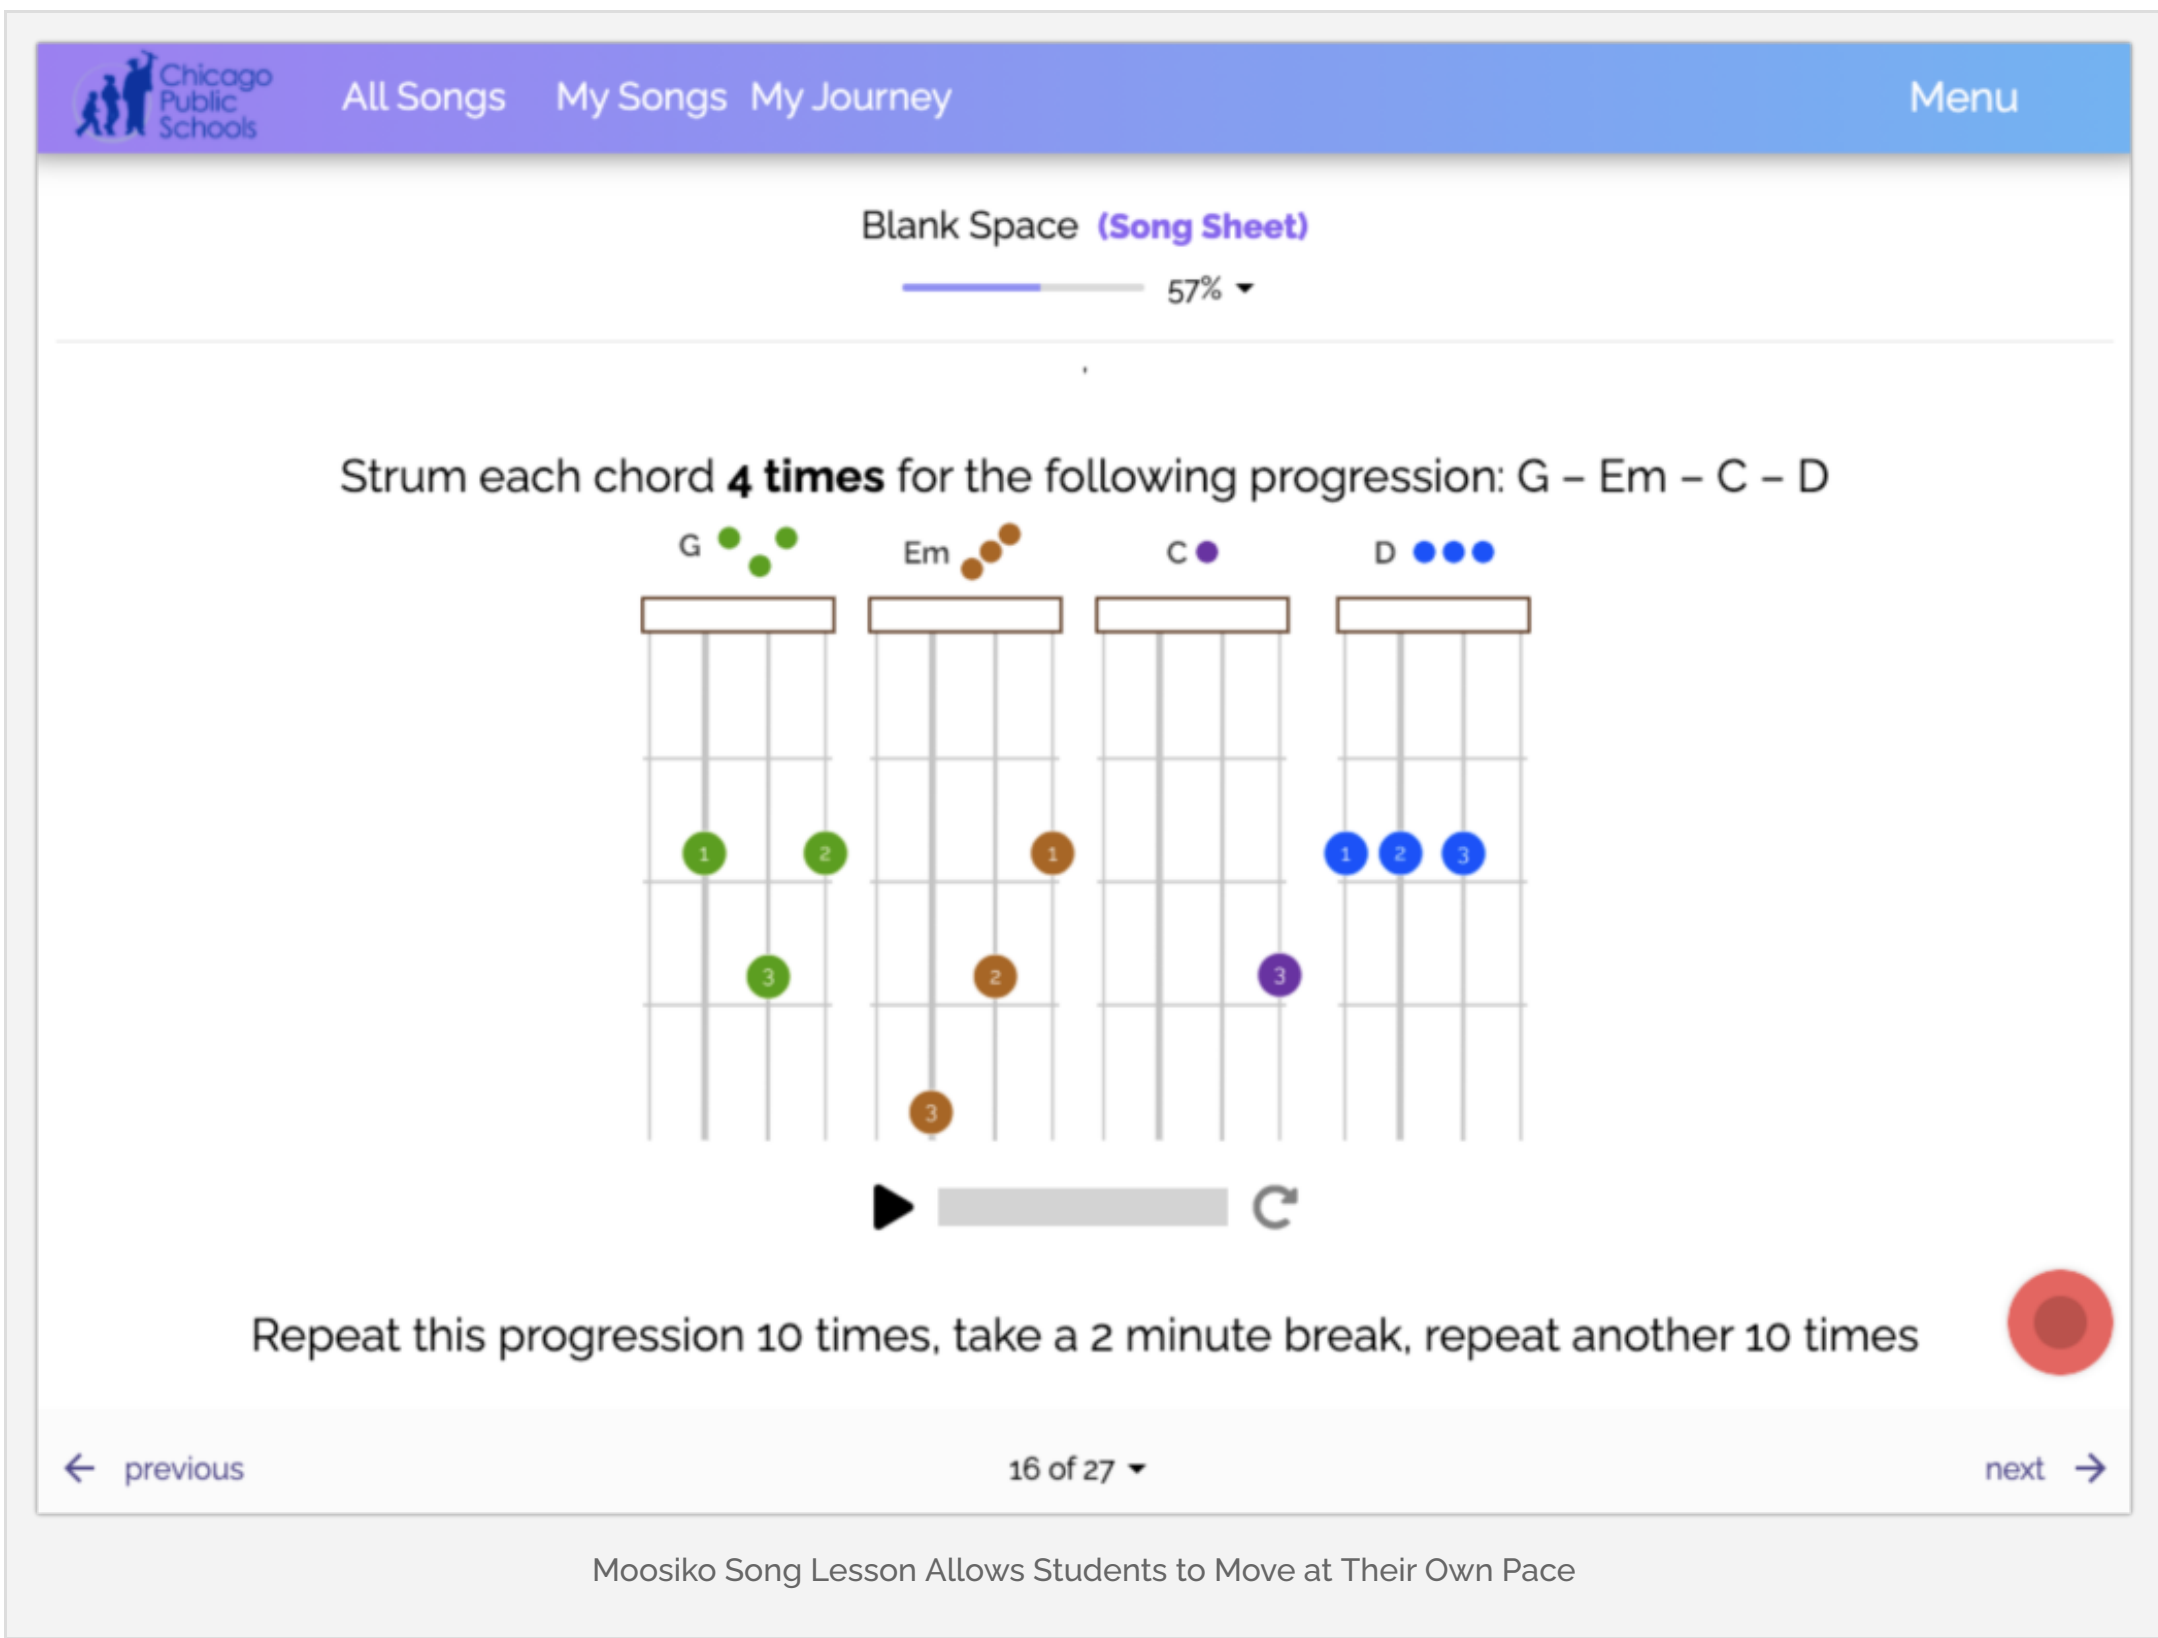 Chicago
Public
Schools
All Songs My Songs My Journey Menu
Blank Space (Song Sheet)
57%
Strum each chord 4 times for the following progression: G – Em – C – D
G Em C D
1 2 1 1 2 3
3 2 3
3
Repeat this progression 10 times, take a 2 minute break, repeat another 10 times
previous 16 of 27 next
Moosiko Song Lesson Allows Students to Move at Their Own Pace